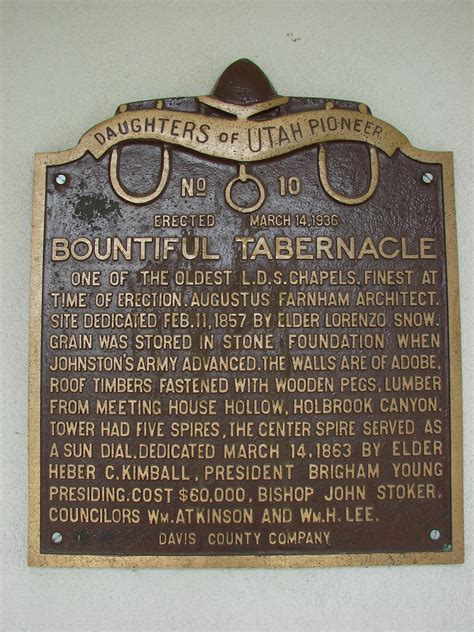 DAUGHTERS OF UTAH PIONEER
No 10
ERECTED MARCH 14, 1936
BOUNTIFUL TABERNACLE
ONE OF THE OLDEST L.D.S. CHAPELS. FINEST AT
TIME OF ERECTION. AUGUSTUS FARNHAM ARCHITECT.
SITE DEDICATED FEB. 11, 1857 BY ELDER LORENZO SNOW.
GRAIN WAS STORED IN STONE FOUNDATION WHEN
JOHNSTON'S ARMY ADVANCED. THE WALLS ARE OF ADOBE,
ROOF TIMBERS FASTENED WITH WOODEN PEGS, LUMBER
FROM MEETING HOUSE HOLLOW, HOLBROOK CANYON.
TOWER HAD FIVE SPIRES, THE CENTER SPIRE SERVED AS
A SUN DIAL. DEDICATED MARCH 14, 1863 BY ELDER
HEBER C. KIMBALL, PRESIDENT BRIGHAM YOUNG
PRESIDING. COST $60,000, BISHOP JOHN STOKER.
COUNCILORS WM. ATKINSON AND WM. H. LEE.
DAVIS COUNTY COMPANY